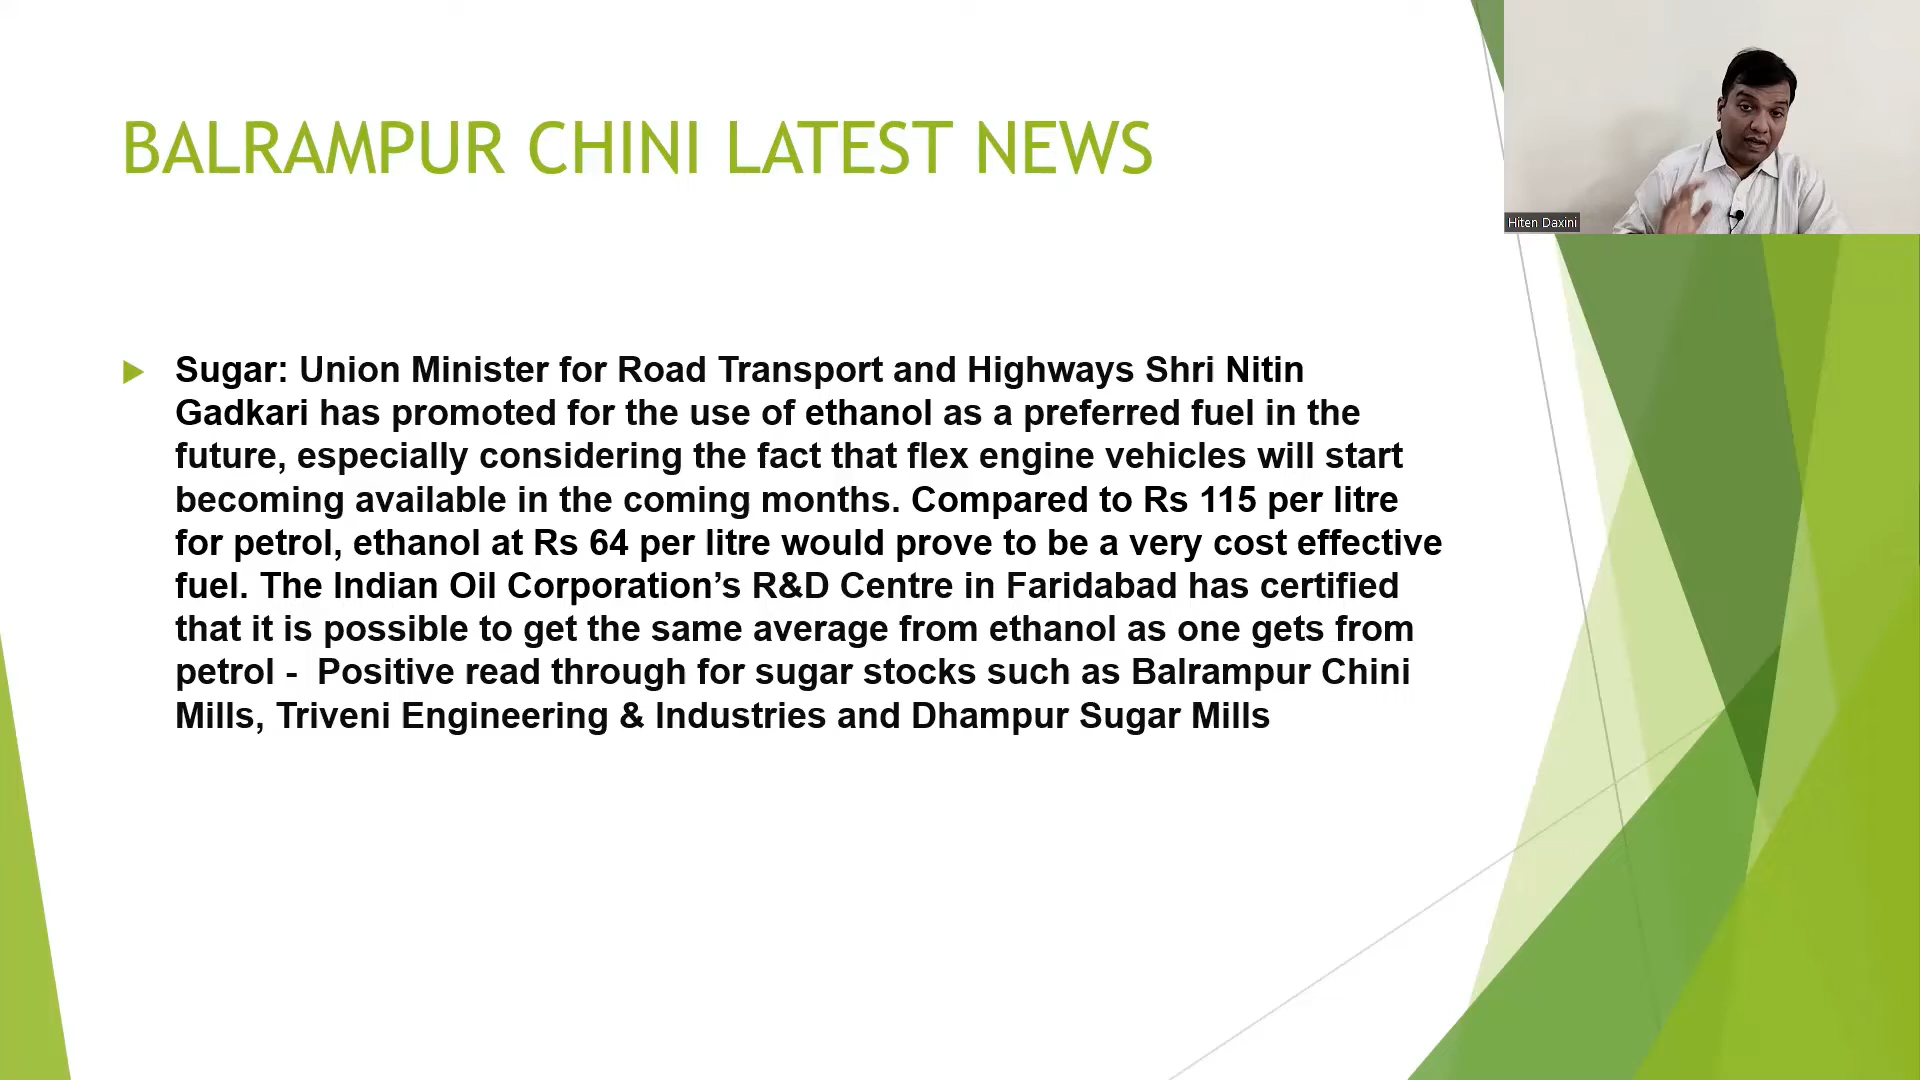 BALRAMPUR CHINI LATEST NEWS
Hiten Daxini
Sugar: Union Minister for Road Transport and Highways Shri Nitin
Gadkari has promoted for the use of ethanol as a preferred fuel in the
future, especially considering the fact that flex engine vehicles will start
becoming available in the coming months. Compared to Rs 115 per litre
for petrol, ethanol at Rs 64 per litre would prove to be a very cost effective
fuel. The Indian Oil Corporation’s R&D Centre in Faridabad has certified
that it is possible to get the same average from ethanol as one gets from
petrol -  Positive read through for sugar stocks such as Balrampur Chini
Mills, Triveni Engineering & Industries and Dhampur Sugar Mills